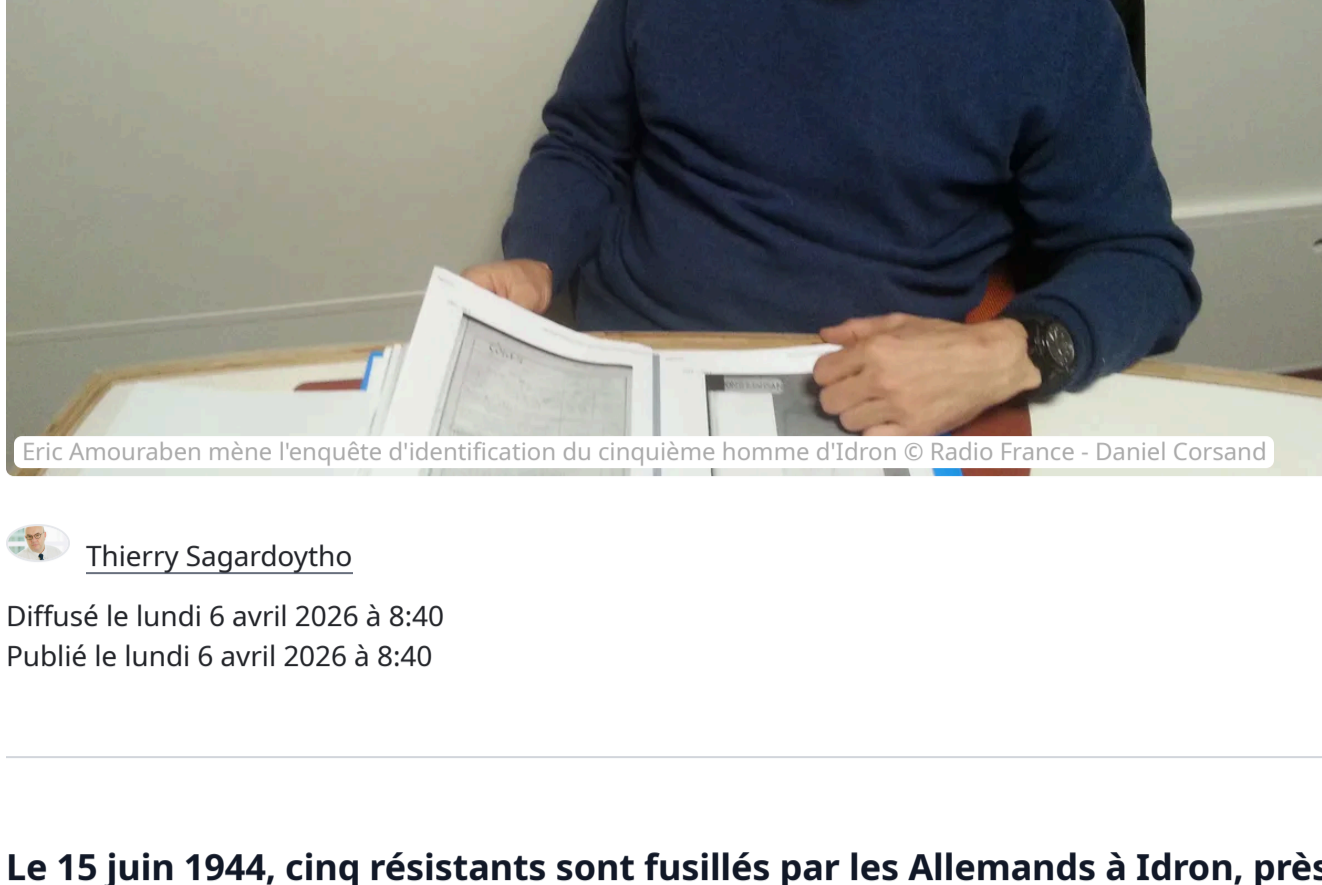 Eric Amouraben mène l'enquête d'identification du cinquième homme d'Idron © Radio France - Daniel Corsand
Thierry Sagardoytho
Diffusé le lundi 6 avril 2026 à 8:40
Publié le lundi 6 avril 2026 à 8:40
Le 15 juin 1944, cinq résistants sont fusillés par les Allemands à Idron, près